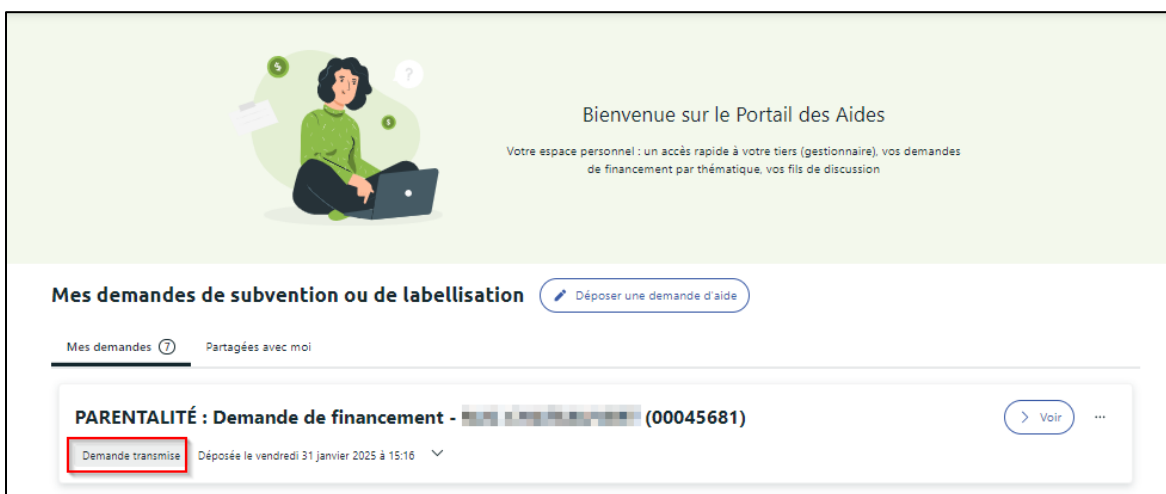 Bienvenue sur le Portail des Aides
Votre espace personnel : un accès rapide à votre tiers (gestionnaire), vos demandes
de financement par thématique, vos fils de discussion
Mes demandes de subvention ou de labellisation
Déposer une demande d'aide
Mes demandes 7 Partagées avec moi
PARENTALITÉ : Demande de financement - (00045681)
Voir ...
Demande transmise Déposée le vendredi 31 janvier 2025 à 15:16